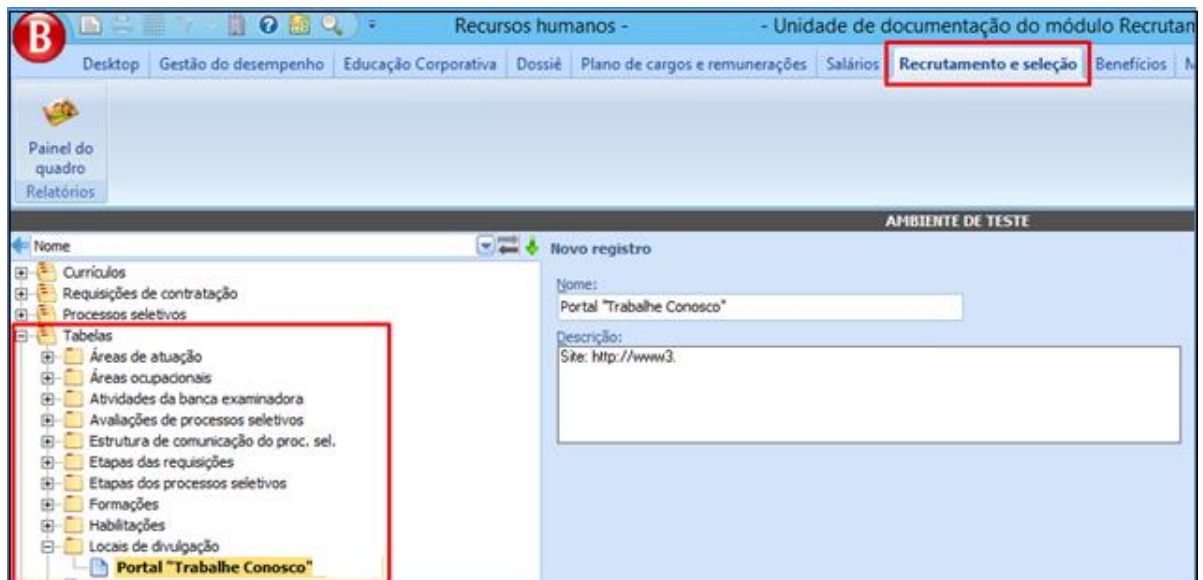 B
Recursos humanos - - Unidade de documentação do módulo Recrutan
Desktop Gestão do desempenho Educação Corporativa Dossiê Plano de cargos e remunerações Salários Recrutamento e seleção Benefícios
Painel do
quadro
Relatórios
AMBIENTE DE TESTE
Nome
Novo registro
Currículos
Requisições de contratação
Processos seletivos
Tabelas
Áreas de atuação
Áreas ocupacionais
Atividades da banca examinadora
Avaliações de processos seletivos
Estrutura de comunicação do proc. sel.
Etapas das requisições
Etapas dos processos seletivos
Formações
Habilitações
Locais de divulgação
Portal "Trabalhe Conosco"
Nome:
Portal "Trabalhe Conosco"
Descrição:
Site: http://www3.